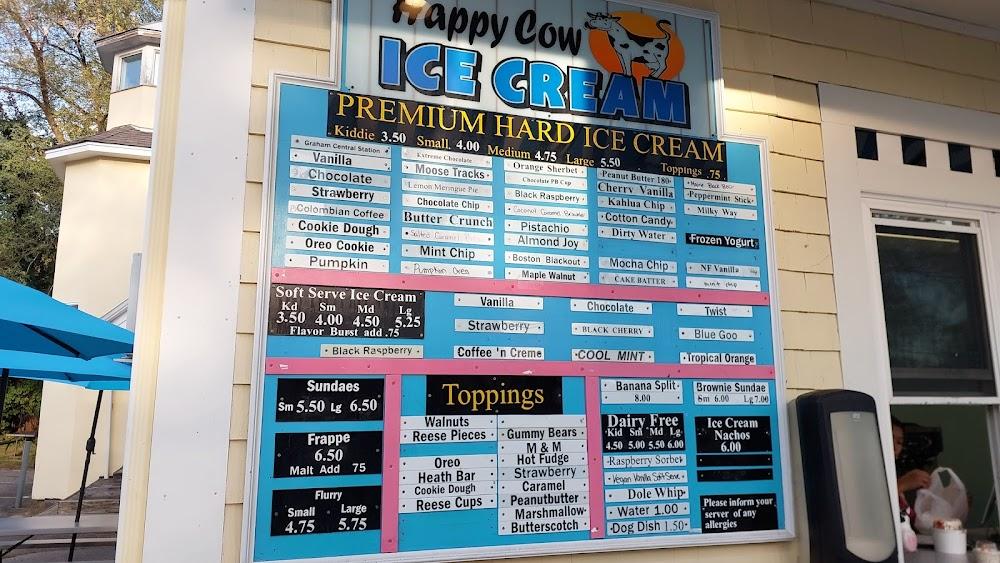 Happy Cow
ICE CREAM
PREMIUM HARD ICE CREAM
Kiddie 3.50 Small 4.00 Medium 4.75 Large 5.50 Toppings .75
Graham Central Station
Vanilla
Chocolate
Strawberry
Colombian Coffee
Cookie Dough
Oreo Cookie
Pumpkin
Extreme Chocolate
Moose Tracks
Lemon Meringue Pie
Chocolate Chip
Butter Crunch
Salted Caramel
Mint Chip
Pumpkin Oreo
Orange Sherbet
Chocolate PB Cup
Black Raspberry
Coconut Caramel Brownie
Pistachio
Almond Joy
Boston Blackout
Maple Walnut
Peanut Butter 180
Cherry Vanilla
Kahlua Chip
Cotton Candy
Dirty Water
Mocha Chip
CAKE BATTER
Peppermint Stick
Milky Way
Frozen Yogurt
NF Vanilla
mint chip
Soft Serve Ice Cream
Kd Sm Md Lg
3.50 4.00 4.50 5.25
Flavor Burst add .75
Black Raspberry
Vanilla
Strawberry
Coffee 'n Creme
Chocolate
BLACK CHERRY
COOL MINT
Twist
Blue Goo
Tropical Orange
Sundaes
Sm 5.50 Lg 6.50
Frappe
6.50
Malt Add 75
Flurry
Small Large
4.75 5.75
Toppings
Walnuts
Reese Pieces
Oreo
Heath Bar
Cookie Dough
Reese Cups
Gummy Bears
M & M
Hot Fudge
Strawberry
Caramel
Peanutbutter
Marshmallow
Butterscotch
Banana Split
8.00
Dairy Free
Kid Sm Md Lg
4.50 5.00 5.50 6.00
Raspberry Sorbet
Vegan Vanilla Soft Serve
Dole Whip
Water 1.00
Dog Dish 1.50
Brownie Sundae
Sm 6.00 Lg 7.00
Ice Cream
Nachos
6.00
Please inform your
server of any
allergies